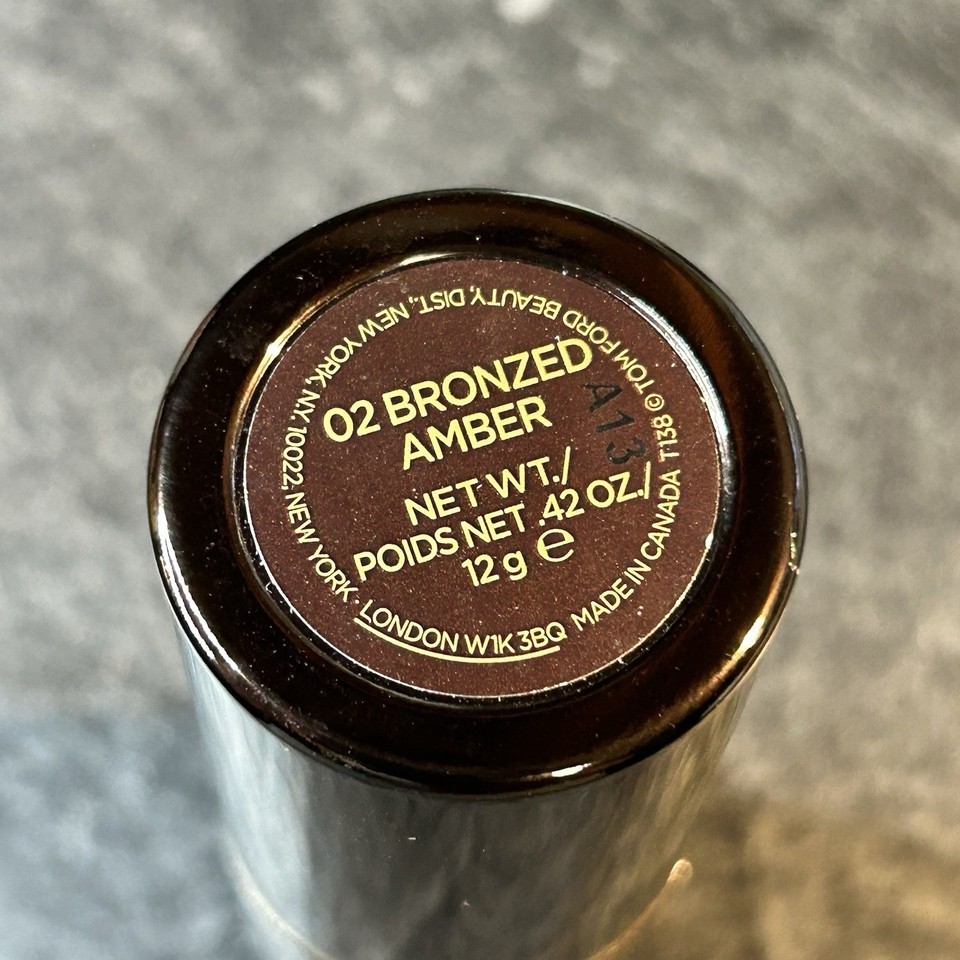 02 BRONZED
AMBER
NET WT./
POIDS NET .42 OZ./
12 g ℮
A13
T138 © TOM FORD BEAUTY, DIST., NEW YORK, N.Y. 10022, NEW YORK · LONDON W1K 3BQ MADE IN CANADA